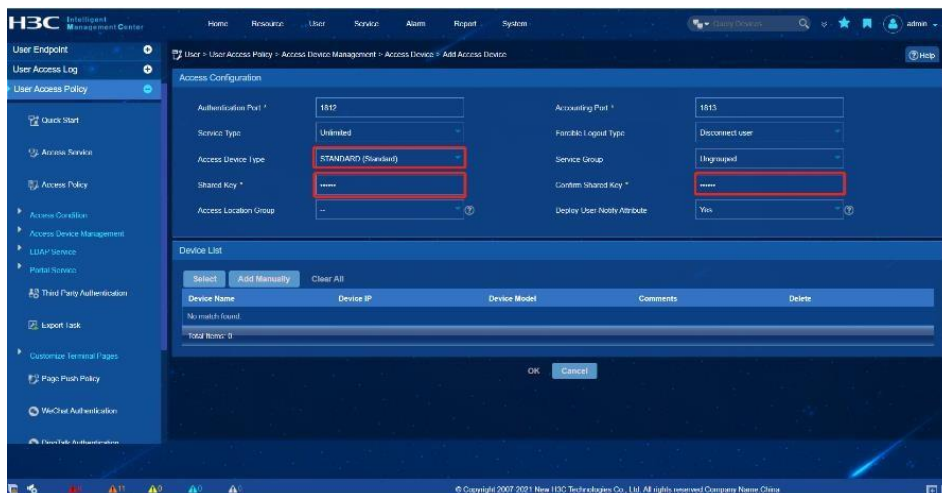 H3C Intelligent Management Center
Home Resource User Service Alarm Report System
Query Devices
admin
User Endpoint
User Access Log
User Access Policy
Quick Start
Access Service
Access Policy
Access Condition
Access Device Management
LDAP Service
Portal Service
Third Party Authentication
Export Task
Customize Terminal Pages
Page Push Policy
WeChat Authentication
DingTalk Authentication
User > User Access Policy > Access Device Management > Access Device > Add Access Device
Help
Access Configuration
Authentication Port * 1812 Accounting Port * 1813
Service Type Unlimited Forcible Logout Type Disconnect user
Access Device Type STANDARD (Standard) Service Group Ungrouped
Shared Key * •••••• Confirm Shared Key * ••••••
Access Location Group -- Deploy User-Notify Attribute Yes
Device List
Select Add Manually Clear All
Device Name Device IP Device Model Comments Delete
No match found.
Total Items: 0
OK Cancel
11 0 0
© Copyright 2007-2021 New H3C Technologies Co., Ltd. All rights reserved Company Name:China